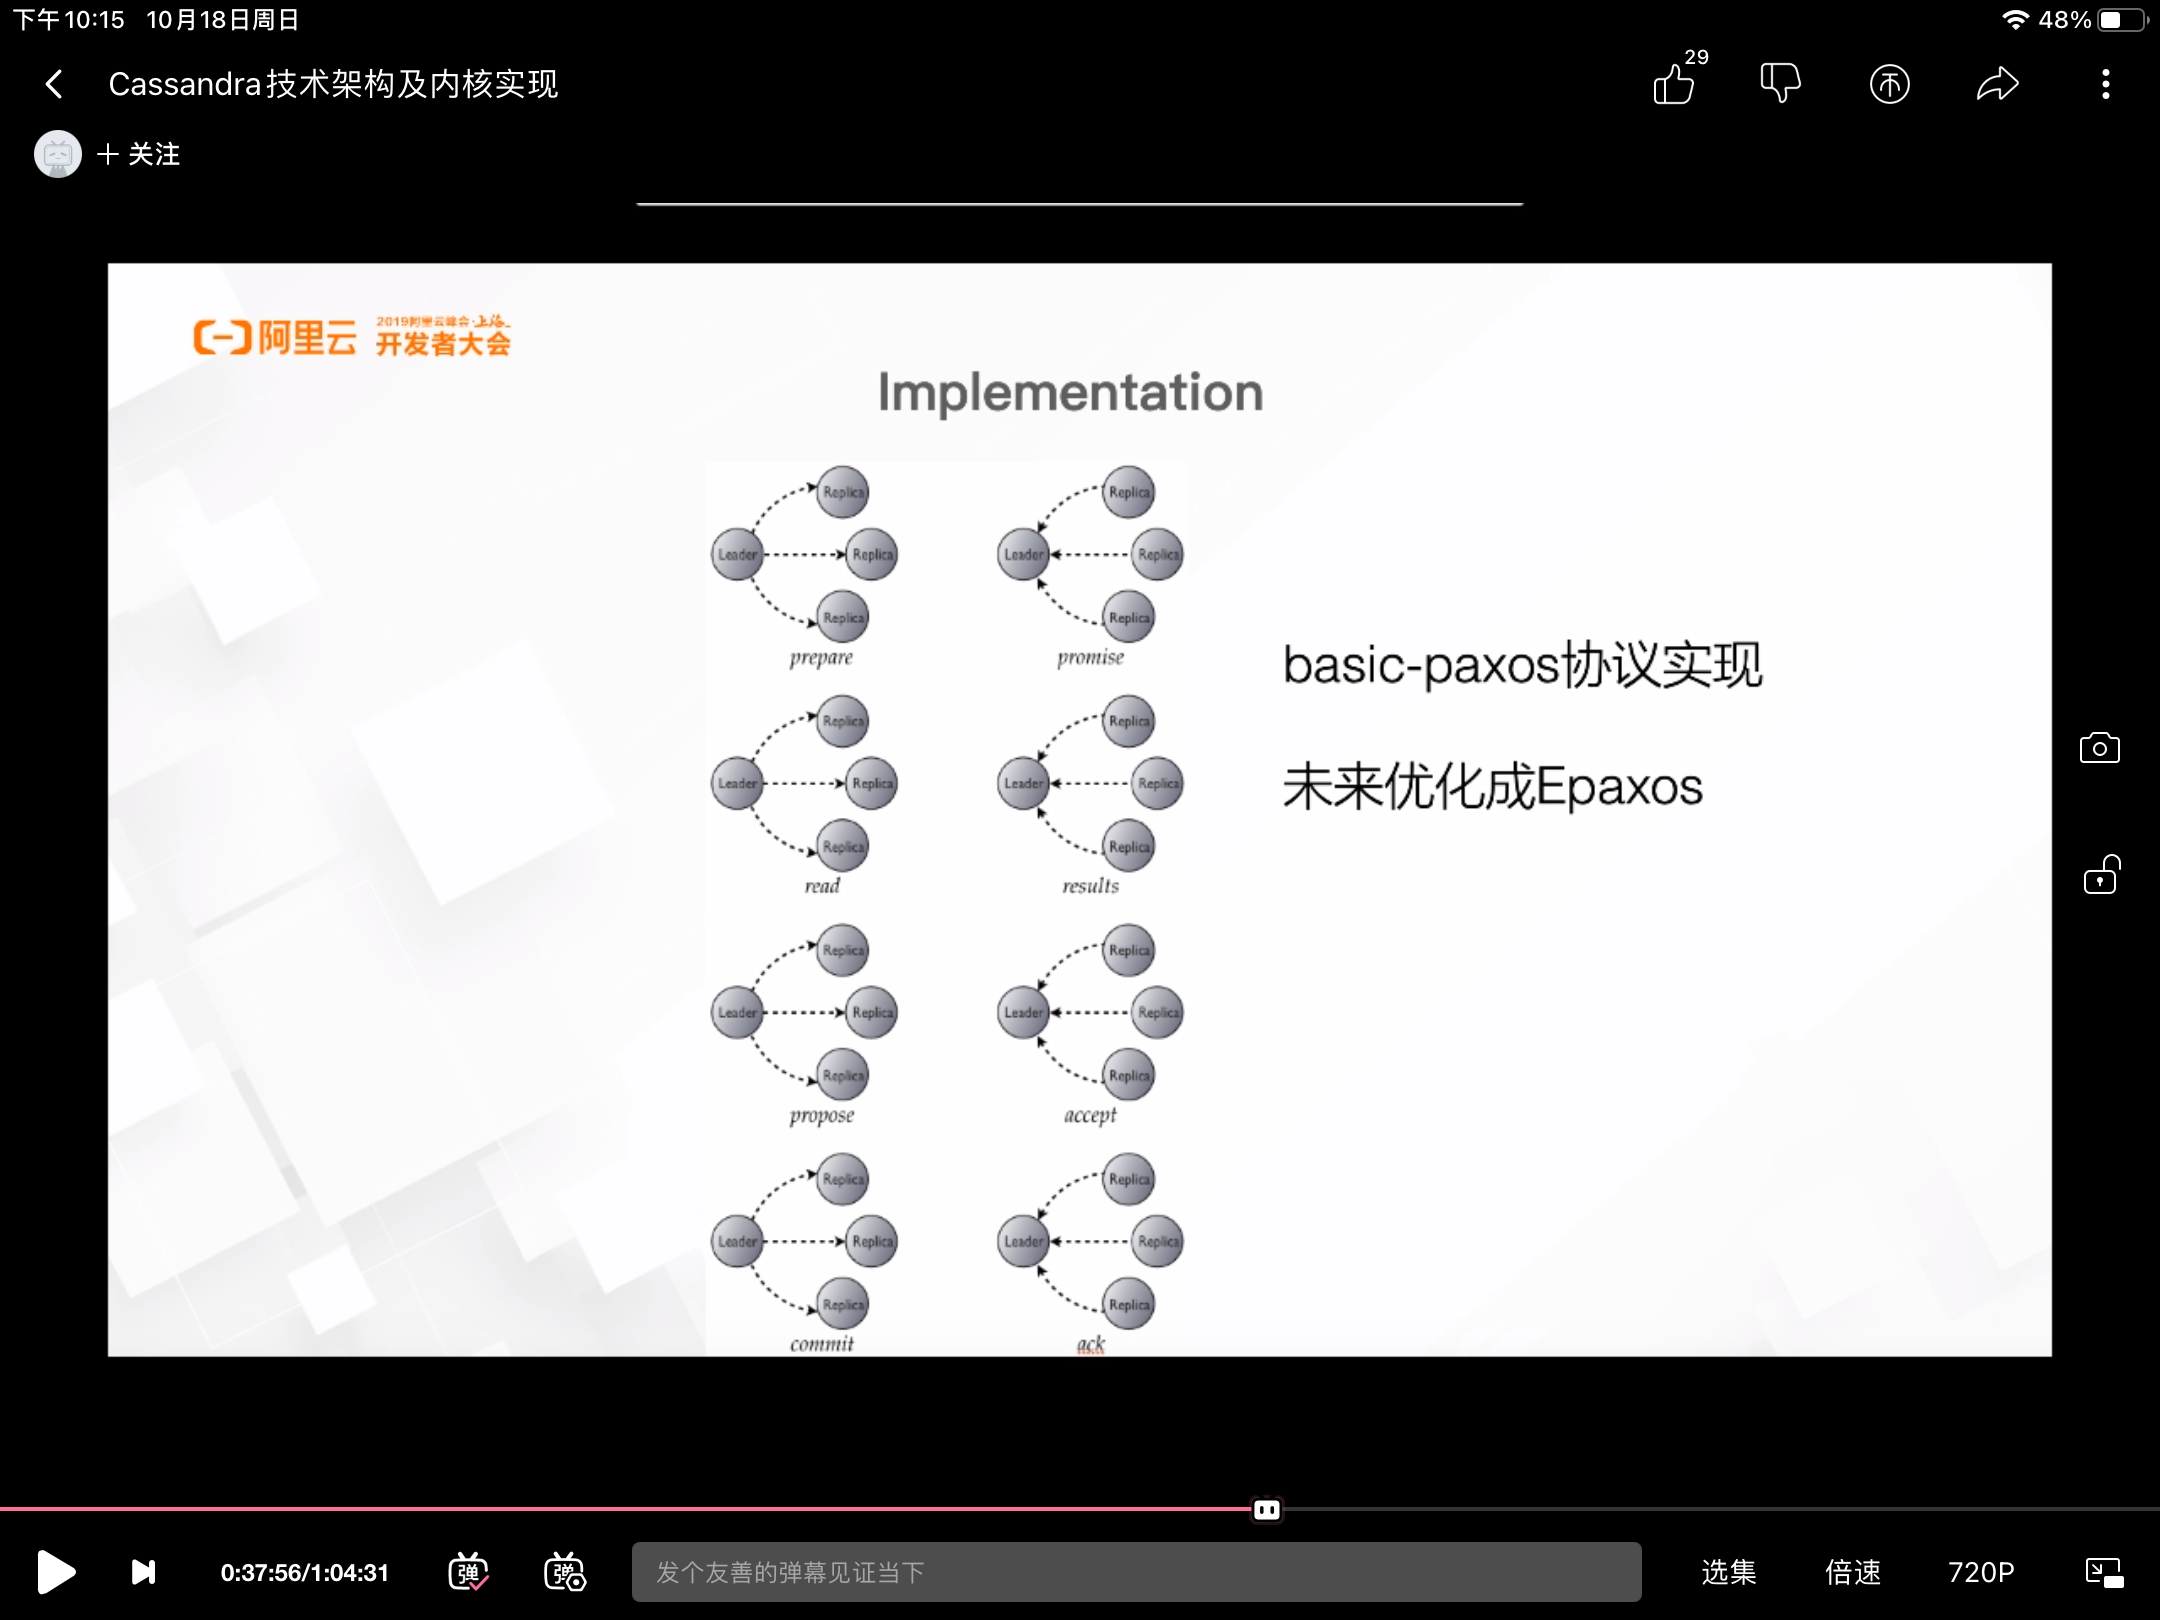 下午10:15 10月18日周日
48%
Cassandra技术架构及内核实现
29
+ 关注
阿里云
2019阿里云峰会·上海
开发者大会
Implementation
Replica
Replica
Leader
Replica
Leader
Replica
Replica
Replica
prepare
promise
basic-paxos协议实现
Replica
Replica
Leader
Replica
Leader
Replica
未来优化成Epaxos
Replica
Replica
read
results
Replica
Replica
Leader
Replica
Leader
Replica
Replica
Replica
propose
accept
Replica
Replica
Leader
Replica
Leader
Replica
Replica
Replica
commit
ack
0:37:56/1:04:31
弹
弹
发个友善的弹幕见证当下
选集
倍速
720P